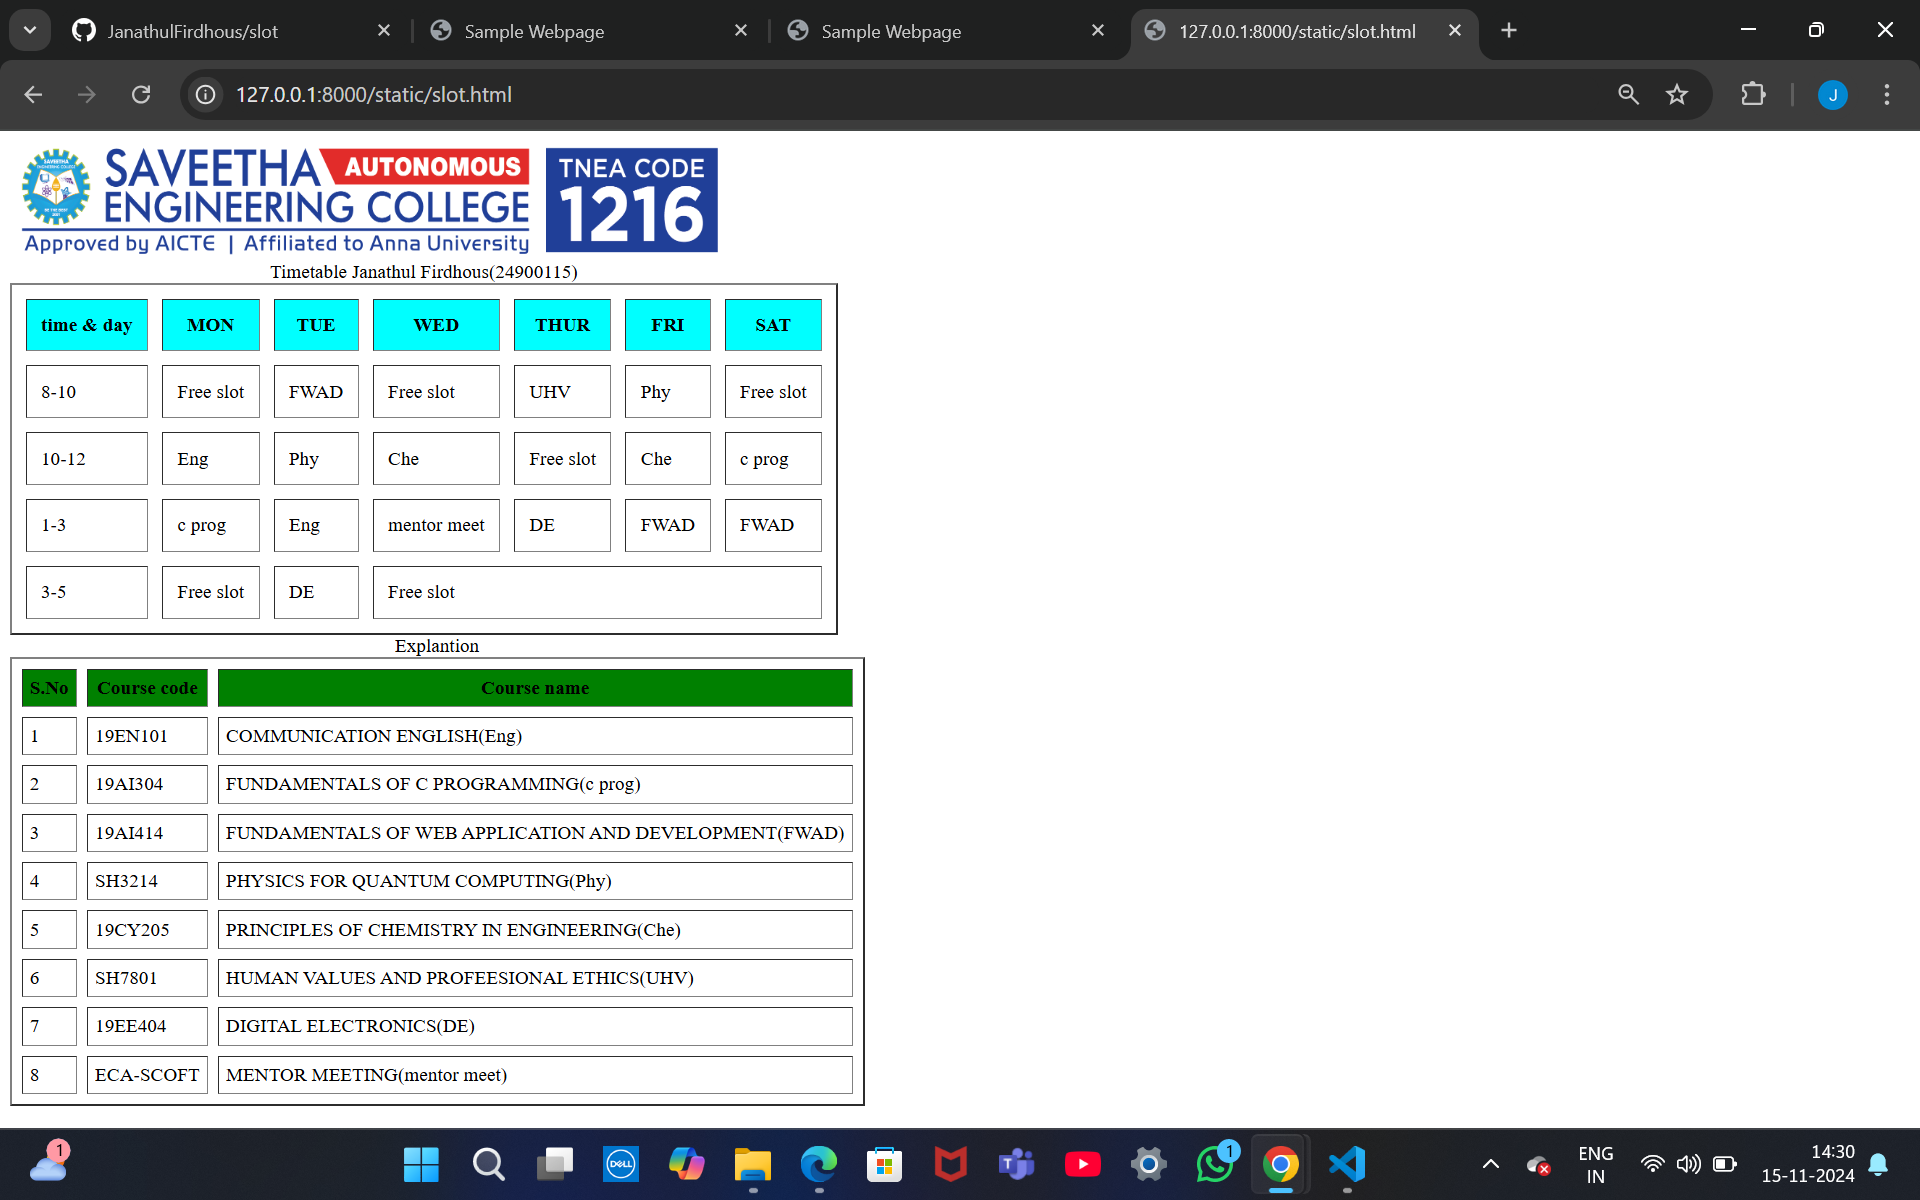 JanathulFirdhous/slot
Sample Webpage
Sample Webpage
127.0.0.1:8000/static/slot.html
127.0.0.1:8000/static/slot.html
J
SAVEETHA AUTONOMOUS
ENGINEERING COLLEGE
Approved by AICTE | Affiliated to Anna University
TNEA CODE
1216
Timetable Janathul Firdhous(24900115)
time & day MON TUE WED THUR FRI SAT
8-10 Free slot FWAD Free slot UHV Phy Free slot
10-12 Eng Phy Che Free slot Che c prog
1-3 c prog Eng mentor meet DE FWAD FWAD
3-5 Free slot DE Free slot
Explantion
S.No Course code Course name
1 19EN101 COMMUNICATION ENGLISH(Eng)
2 19AI304 FUNDAMENTALS OF C PROGRAMMING(c prog)
3 19AI414 FUNDAMENTALS OF WEB APPLICATION AND DEVELOPMENT(FWAD)
4 SH3214 PHYSICS FOR QUANTUM COMPUTING(Phy)
5 19CY205 PRINCIPLES OF CHEMISTRY IN ENGINEERING(Che)
6 SH7801 HUMAN VALUES AND PROFEESIONAL ETHICS(UHV)
7 19EE404 DIGITAL ELECTRONICS(DE)
8 ECA-SCOFT MENTOR MEETING(mentor meet)
1
DELL
T
1
ENG
IN
14:30
15-11-2024